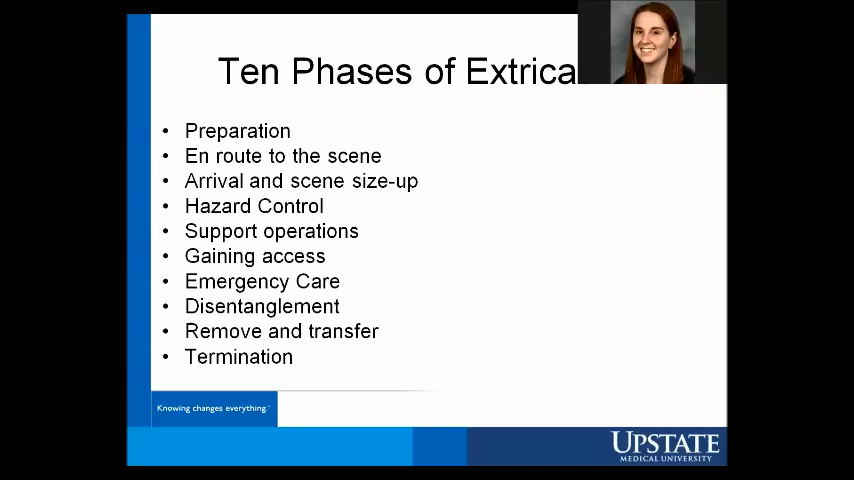 Ten Phases of Extrica
• Preparation
• En route to the scene
• Arrival and scene size-up
• Hazard Control
• Support operations
• Gaining access
• Emergency Care
• Disentanglement
• Remove and transfer
• Termination
Knowing changes everything.™
UPSTATE
MEDICAL UNIVERSITY